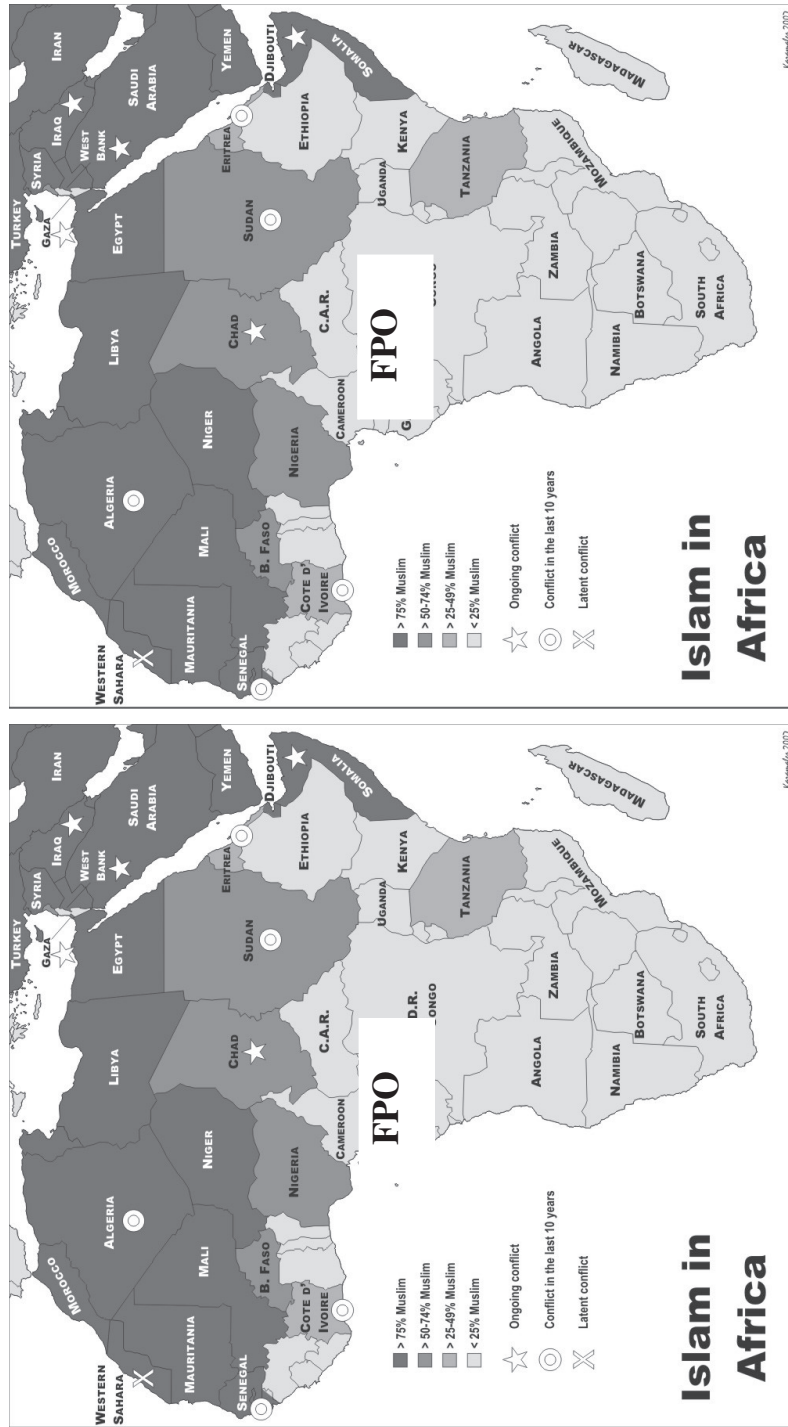 TURKEY
SYRIA
IRAQ
IRAN
GAZA
WEST
BANK
SAUDI
ARABIA
YEMEN
MOROCCO
ALGERIA
LIBYA
EGYPT
WESTERN
SAHARA
MAURITANIA
MALI
NIGER
CHAD
SUDAN
ERITREA
DJIBOUTI
SENEGAL
B. FASO
NIGERIA
ETHIOPIA
SOMALIA
COTE D'
IVOIRE
CAMEROON
C.A.R.
UGANDA
KENYA
FPO
G
TANZANIA
ANGOLA
ZAMBIA
MOZAMBIQUE
MADAGASCAR
NAMIBIA
BOTSWANA
SOUTH
AFRICA
> 75% Muslim
> 50-74% Muslim
> 25-49% Muslim
< 25% Muslim
Ongoing conflict
Conflict in the last 10 years
Latent conflict
Islam in
Africa
TURKEY
SYRIA
IRAQ
IRAN
GAZA
WEST
BANK
SAUDI
ARABIA
YEMEN
MOROCCO
ALGERIA
LIBYA
EGYPT
WESTERN
SAHARA
MAURITANIA
MALI
NIGER
CHAD
SUDAN
ERITREA
DJIBOUTI
SENEGAL
B. FASO
NIGERIA
ETHIOPIA
SOMALIA
COTE D'
IVOIRE
CAMEROON
C.A.R.
UGANDA
KENYA
FPO
D.R.
ONGO
TANZANIA
ANGOLA
ZAMBIA
MOZAMBIQUE
MADAGASCAR
NAMIBIA
BOTSWANA
SOUTH
AFRICA
> 75% Muslim
> 50-74% Muslim
> 25-49% Muslim
< 25% Muslim
Ongoing conflict
Conflict in the last 10 years
Latent conflict
Islam in
Africa